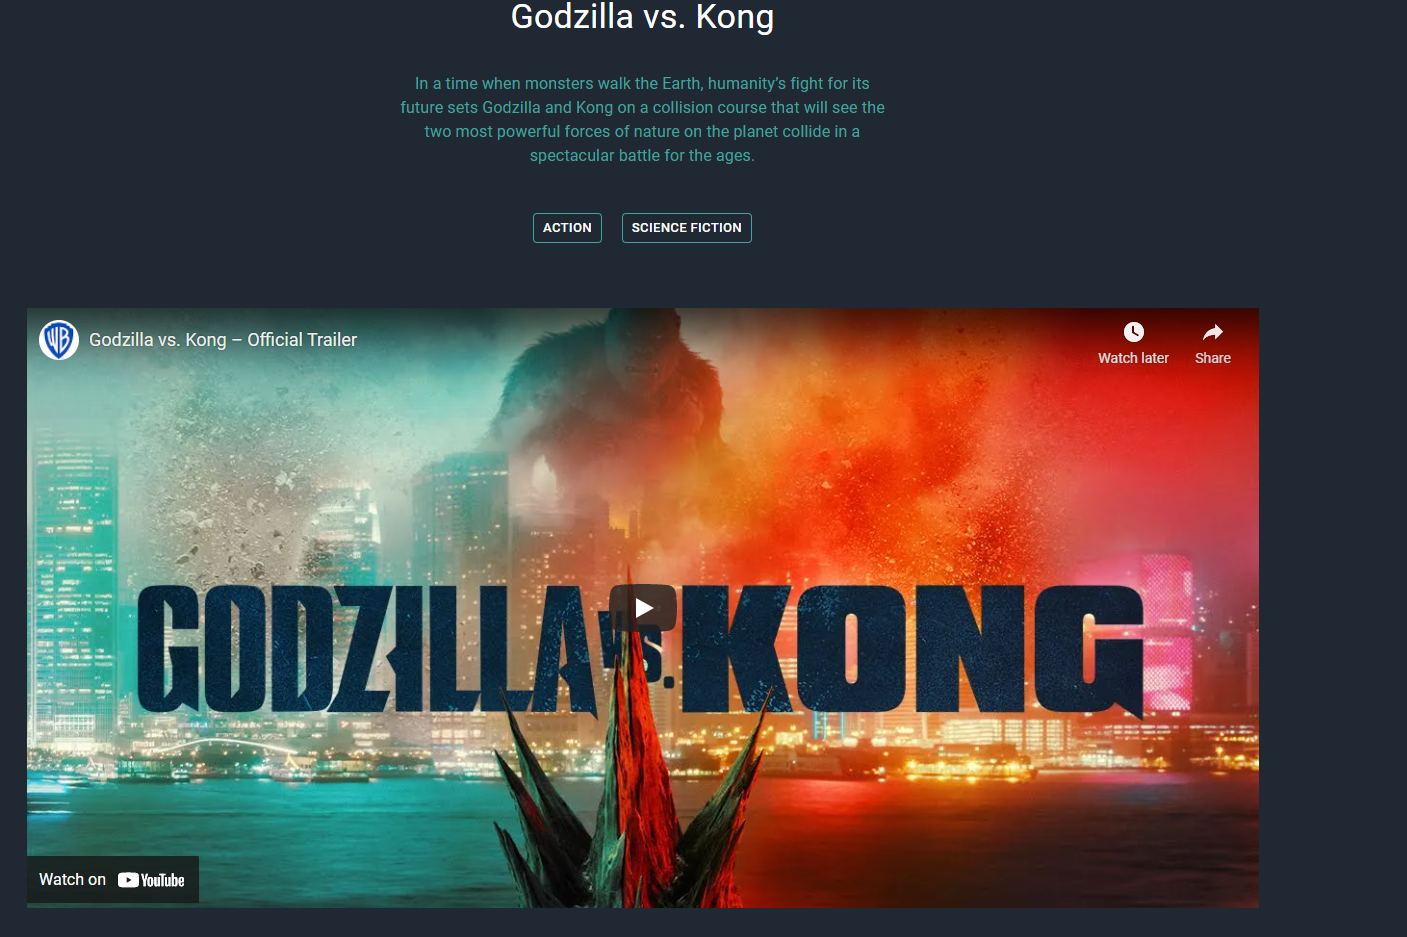 Godzilla vs. Kong
In a time when monsters walk the Earth, humanity’s fight for its
future sets Godzilla and Kong on a collision course that will see the
two most powerful forces of nature on the planet collide in a
spectacular battle for the ages.
ACTION SCIENCE FICTION
WB Godzilla vs. Kong – Official Trailer
Watch later Share
GODZILLA VS. KONG
Watch on YouTube